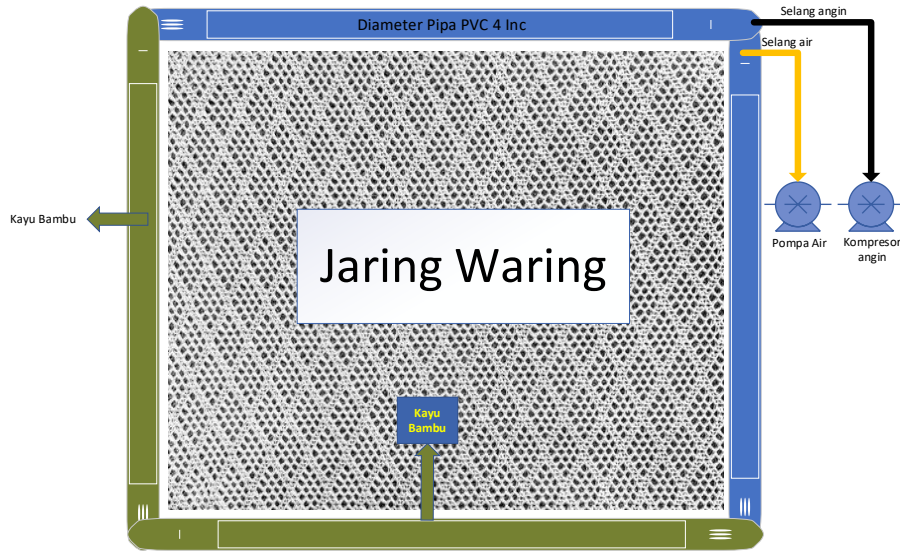 Selang angin
Diameter Pipa PVC 4 Inc
Selang air
Kayu Bambu
Pompa Air
Kompresor
angin
Jaring Waring
Kayu
Bambu